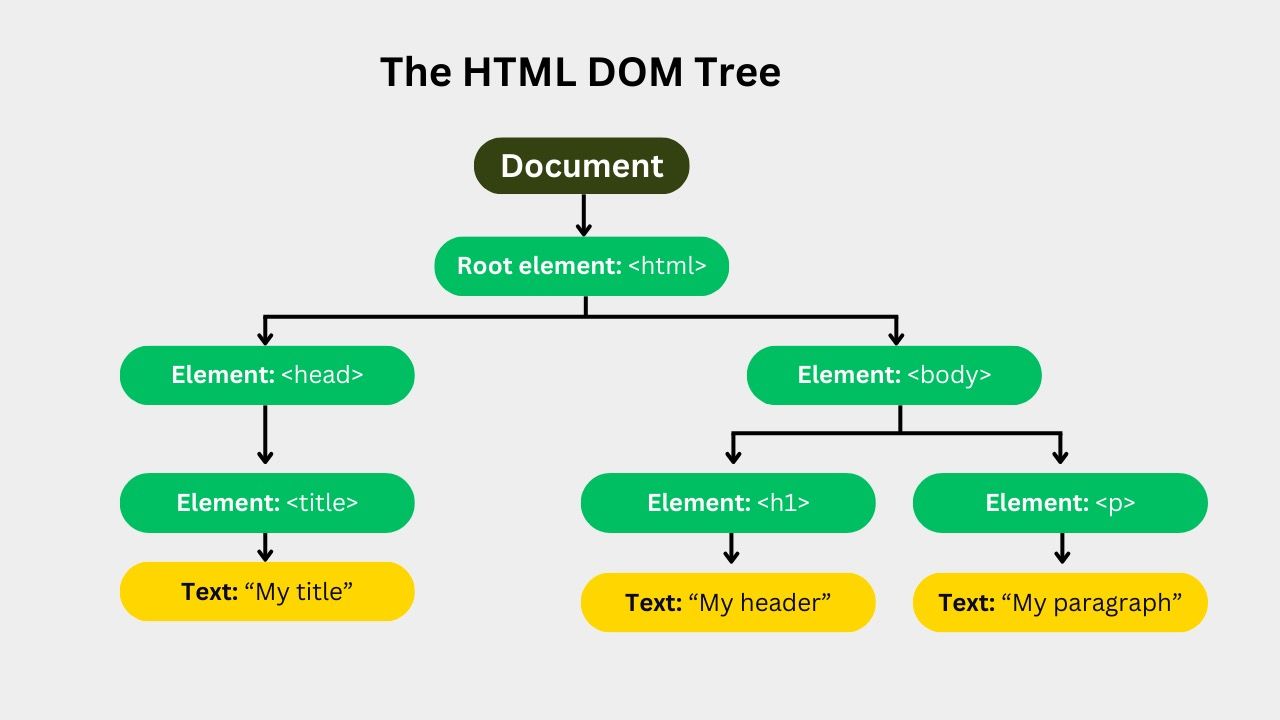 The HTML DOM Tree
Document
Root element: <html>
Element: <head>
Element: <body>
Element: <title>
Element: <h1>
Element: <p>
Text: “My title”
Text: “My header”
Text: “My paragraph”